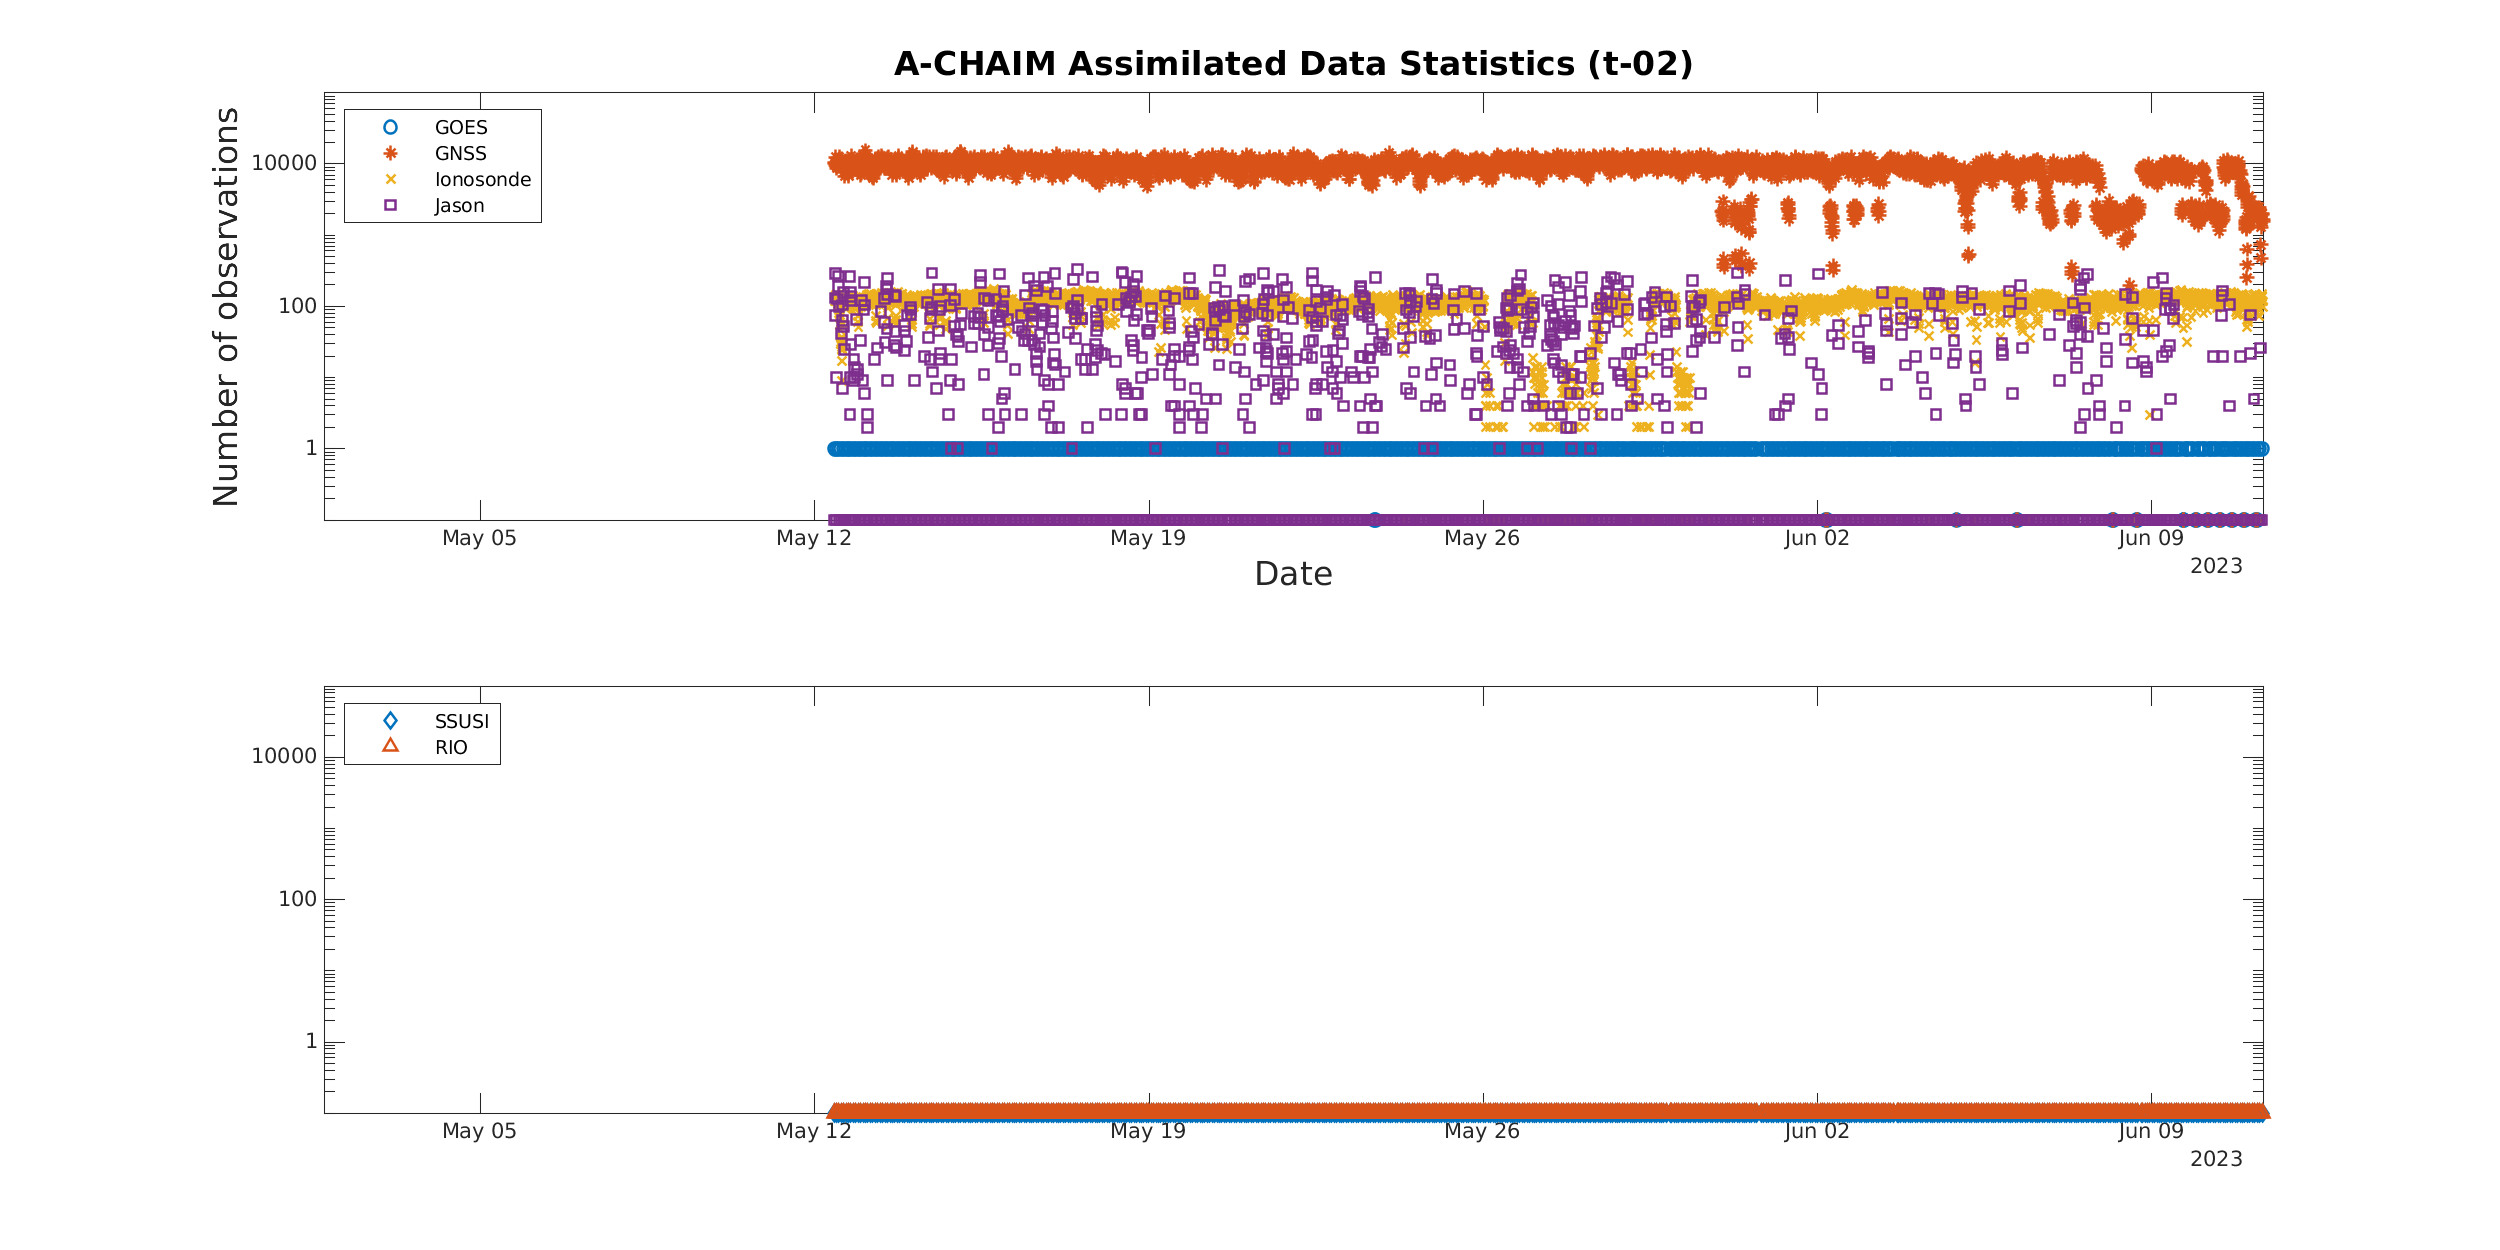 A-CHAIM Assimilated Data Statistics (t-02)
Number of observations
10000
100
1
GOES
GNSS
Ionosonde
Jason
May 05
May 12
May 19
May 26
Jun 02
Jun 09
2023
Date
10000
100
1
SSUSI
RIO
May 05
May 12
May 19
May 26
Jun 02
Jun 09
2023